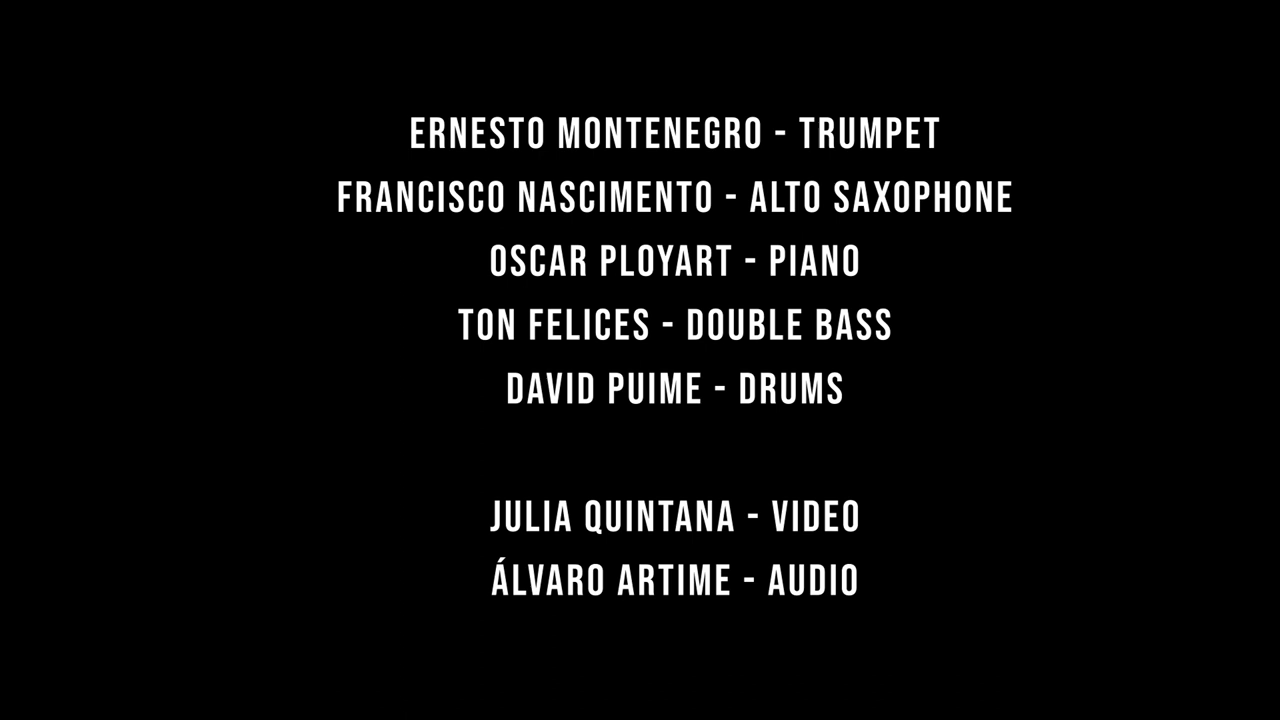 ERNESTO MONTENEGRO - TRUMPET
FRANCISCO NASCIMENTO - ALTO SAXOPHONE
OSCAR PLOYART - PIANO
TON FELICES - DOUBLE BASS
DAVID PUIME - DRUMS
JULIA QUINTANA - VIDEO
ÁLVARO ARTIME - AUDIO